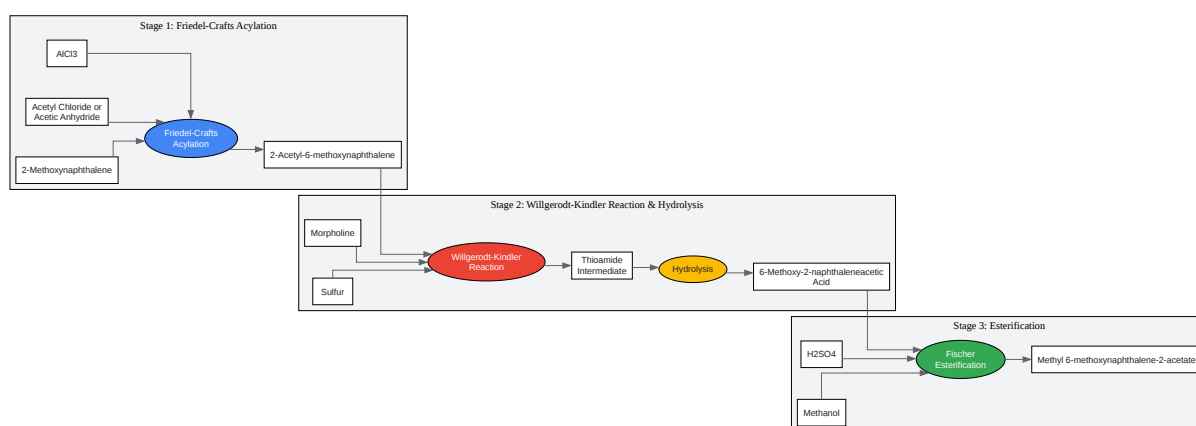 Stage 1: Friedel-Crafts Acylation
AlCl3
Acetyl Chloride or
Acetic Anhydride
Friedel-Crafts
Acylation
2-Acetyl-6-methoxynaphthalene
2-Methoxynaphthalene
Stage 2: Willgerodt-Kindler Reaction & Hydrolysis
Morpholine
Willgerodt-Kindler
Reaction
Thioamide
Intermediate
Hydrolysis
6-Methoxy-2-naphthaleneacetic
Acid
Sulfur
Stage 3: Esterification
H2SO4
Fischer
Esterification
Methyl 6-methoxynaphthalene-2-acetate
Methanol